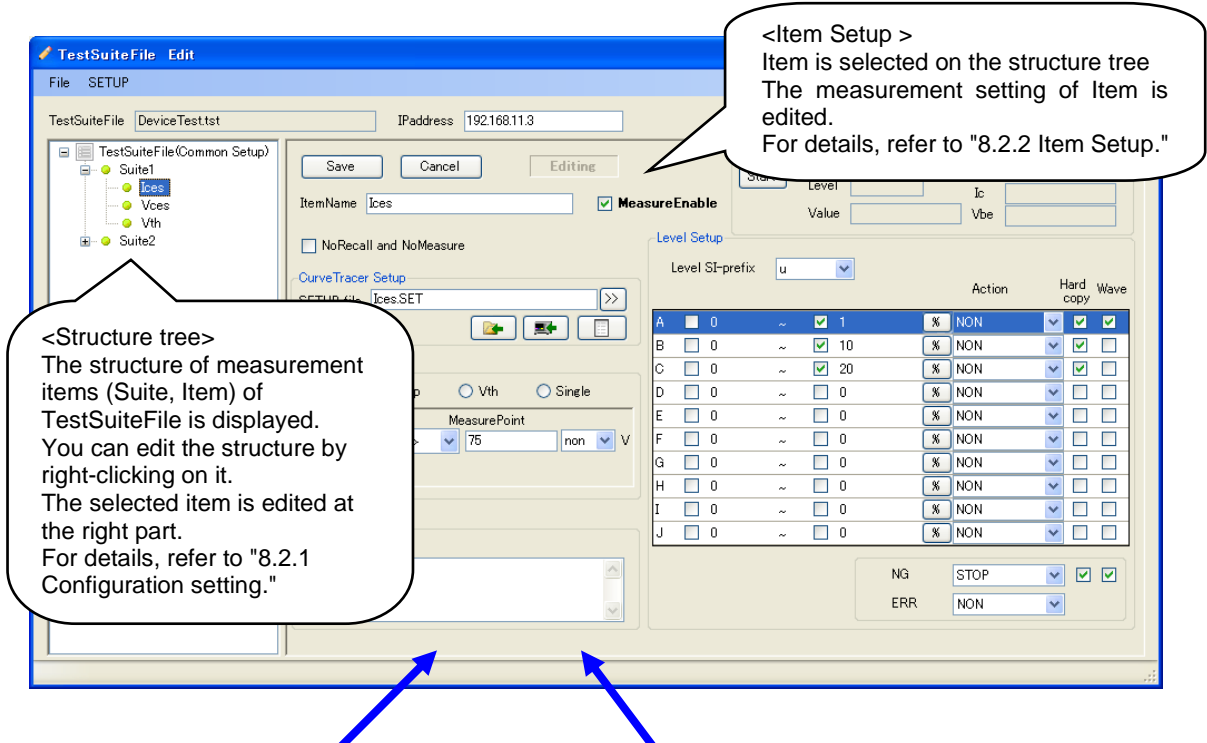 <Item Setup >
Item is selected on the structure tree
The measurement setting of Item is
edited.
For details, refer to "8.2.2 Item Setup."
TestSuiteFile Edit
File SETUP
TestSuiteFile DeviceTest.tst IPaddress 192.168.11.3
TestSuiteFile(Common Setup)
Suite1
Ices
Vces
Vth
Suite2
Save Cancel Editing
ItemName Ices MeasureEnable
NoRecall and NoMeasure
CurveTracer Setup
Ices.SET >>
Vth Single
MeasurePoint
75 non V
Level Ic
Value Vbe
Level Setup
Level SI-prefix u
Action Hard copy Wave
A 0 ~ 1 % NON
B 0 ~ 10 % NON
C 0 ~ 20 % NON
D 0 ~ 0 % NON
E 0 ~ 0 % NON
F 0 ~ 0 % NON
G 0 ~ 0 % NON
H 0 ~ 0 % NON
I 0 ~ 0 % NON
J 0 ~ 0 % NON
NG STOP
ERR NON
<Structure tree>
The structure of measurement
items (Suite, Item) of
TestSuiteFile is displayed.
You can edit the structure by
right-clicking on it.
The selected item is edited at
the right part.
For details, refer to "8.2.1
Configuration setting."